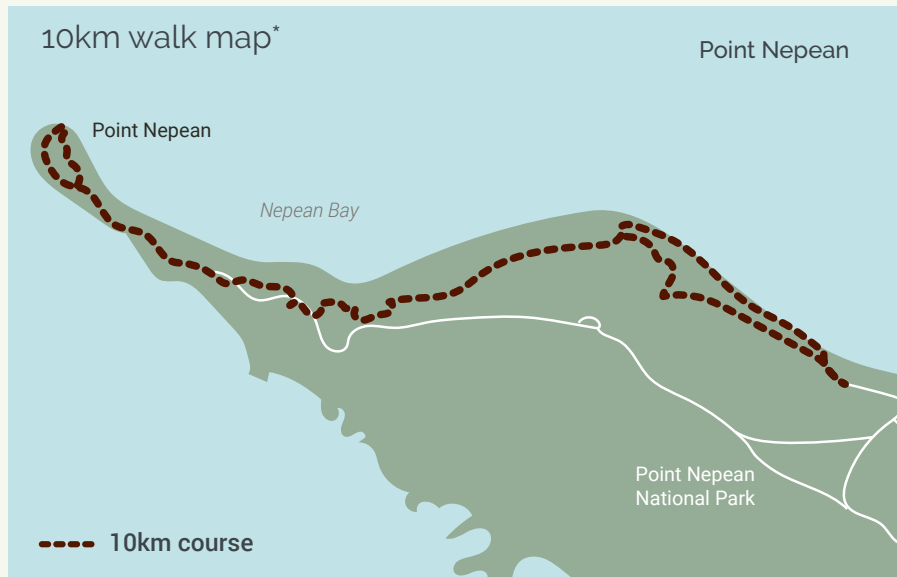 10km walk map*
Point Nepean
Point Nepean
Nepean Bay
Point Nepean
National Park
10km course